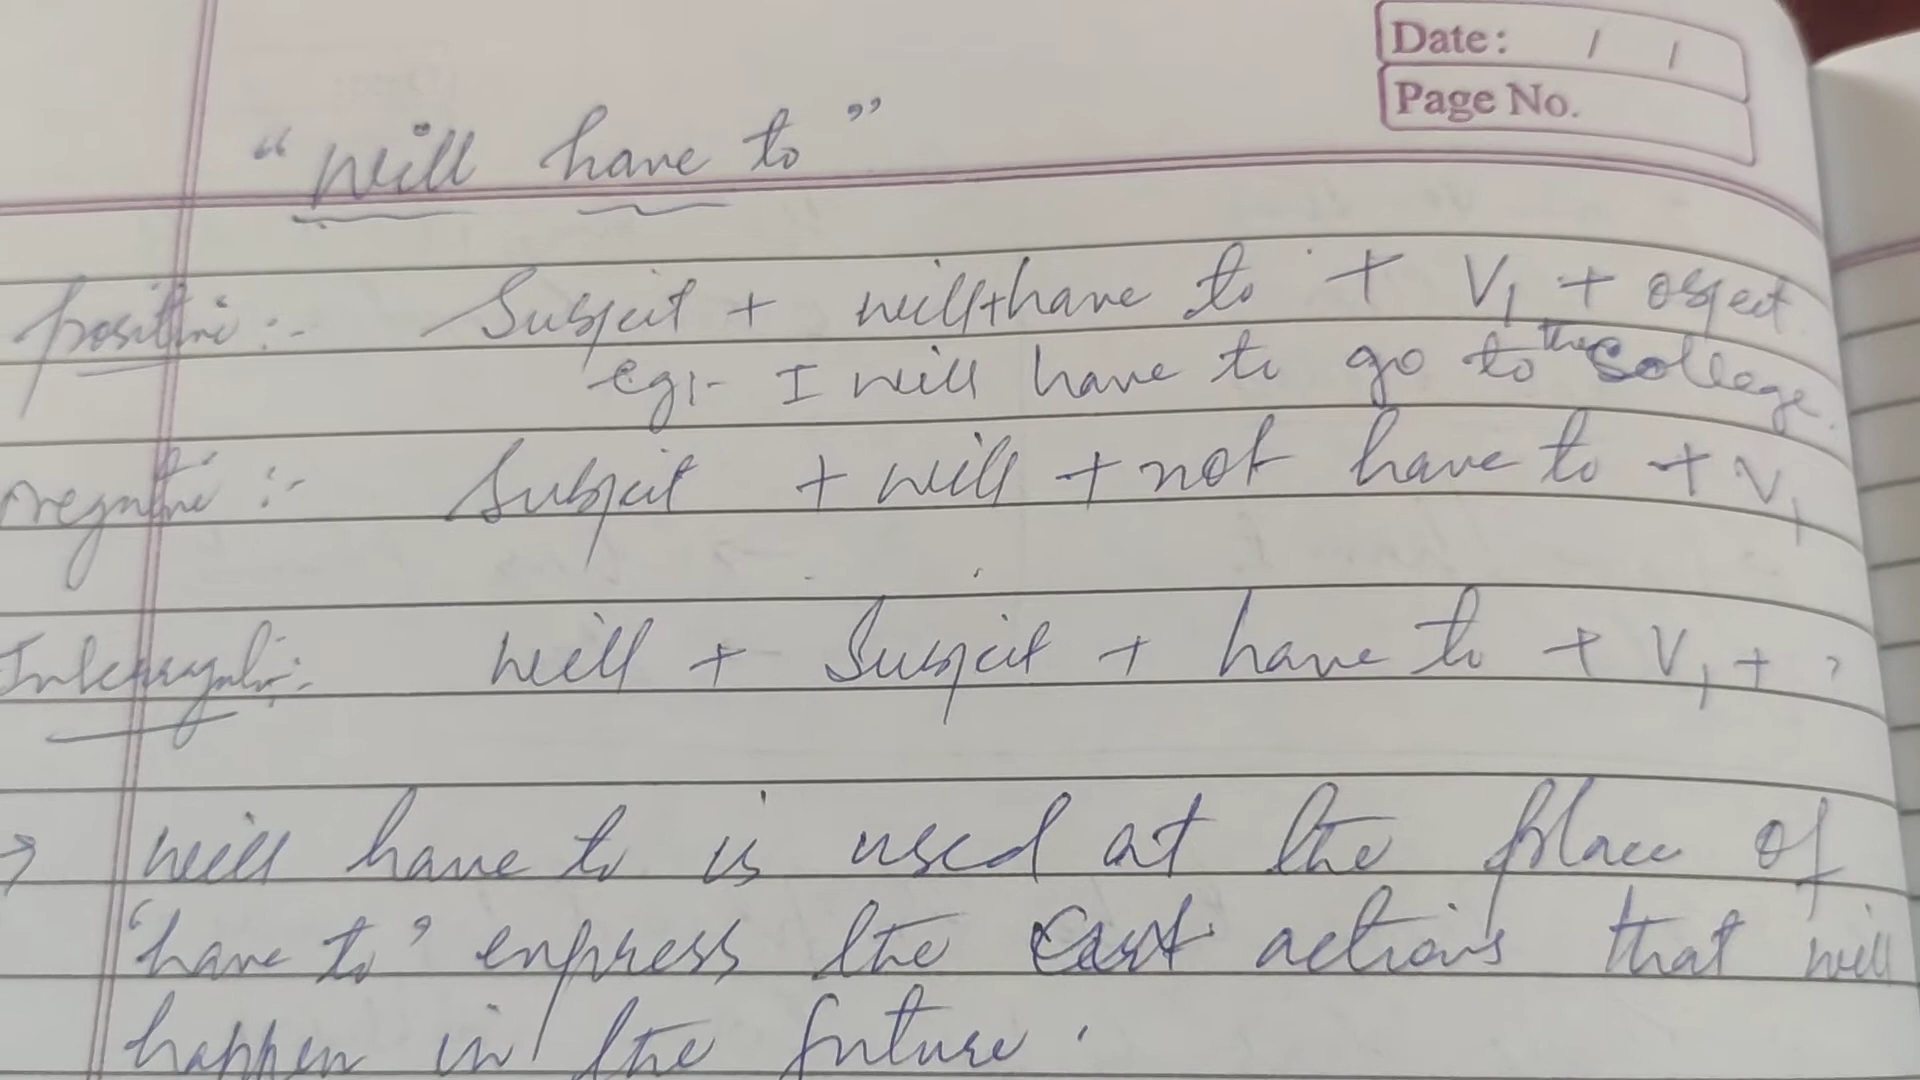 Date: / /
Page No.
"will have to"
positive :- Subject + will+have to + V1 + object
eg:- I will have to go to the college.
negative :- Subject + will + not have to + V1
Interrogative:- will + Subject + have to + V1 + ?
→ will have to is used at the place of
'have to' express the actions that will
happen in the future.